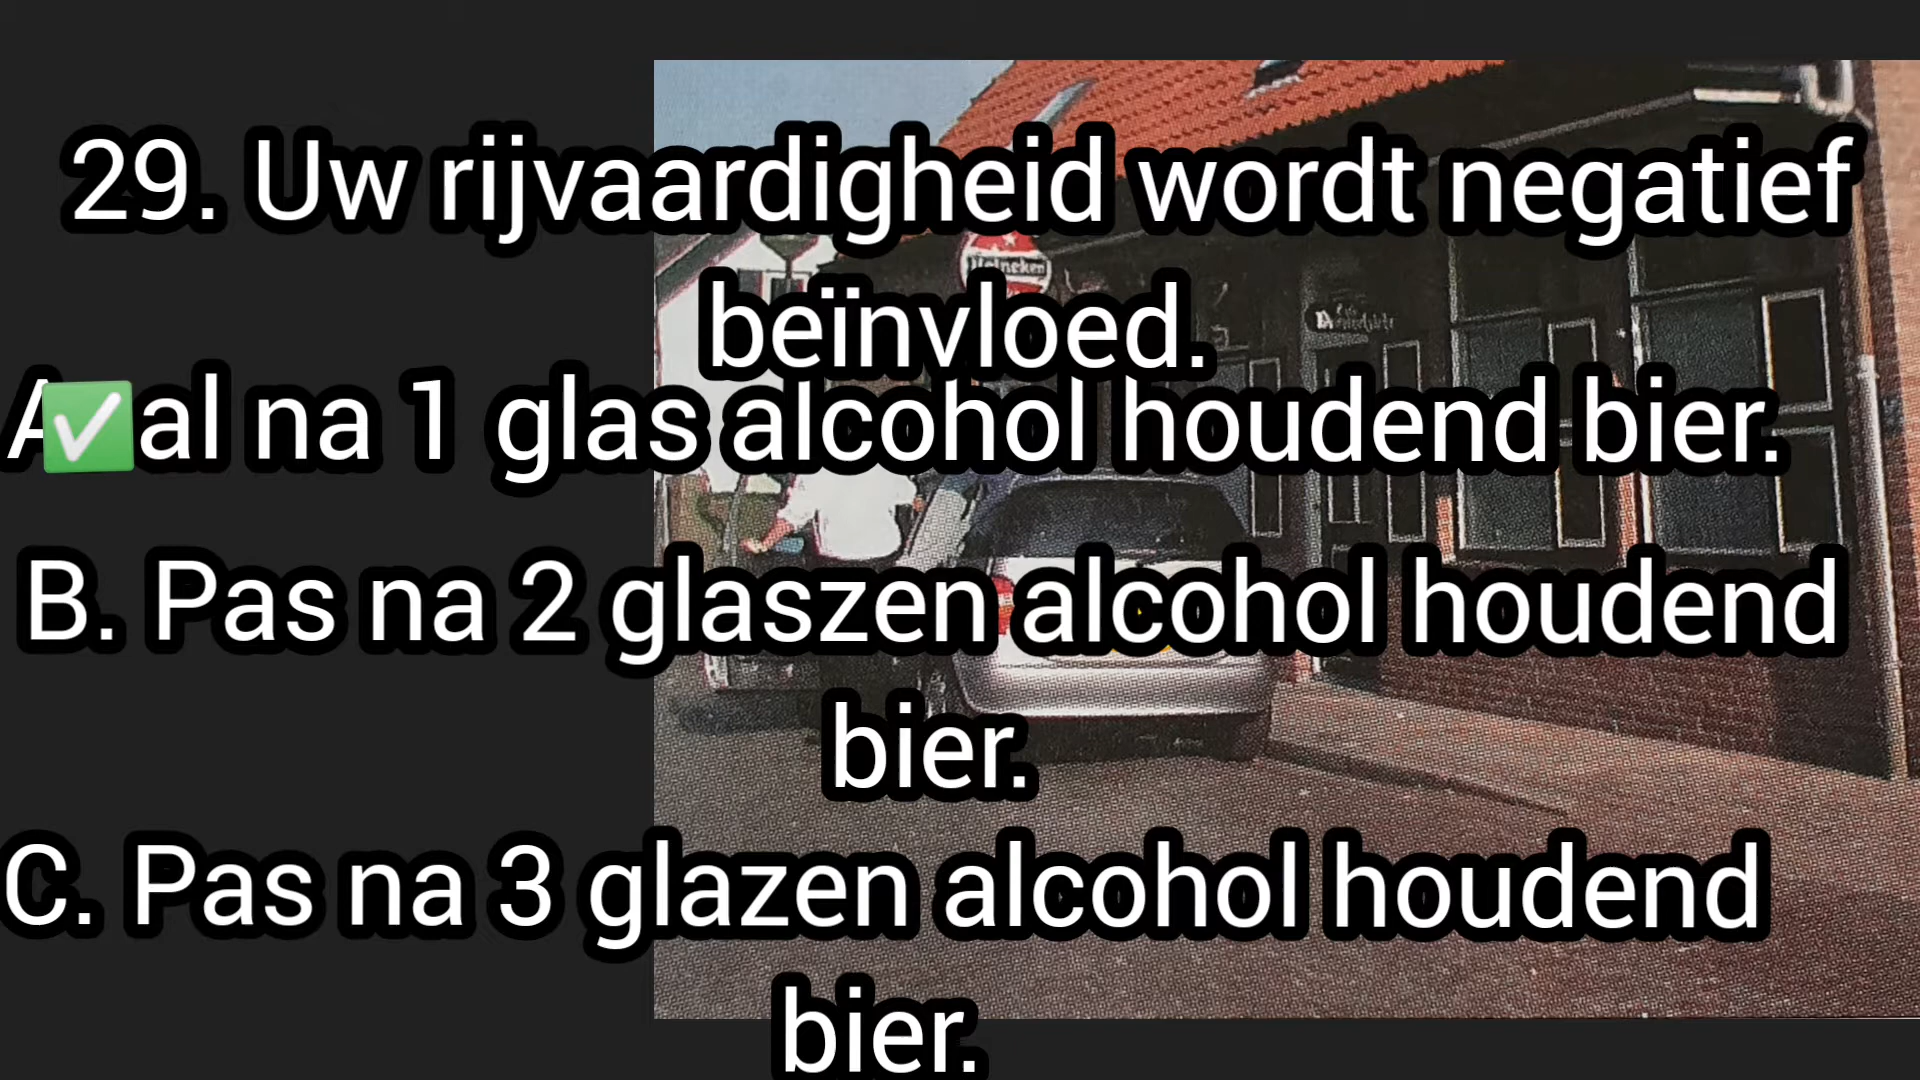 29. Uw rijvaardigheid wordt negatief
beïnvloed.
A✅al na 1 glas alcohol houdend bier.
B. Pas na 2 glaszen alcohol houdend
bier.
C. Pas na 3 glazen alcohol houdend
bier.
Heineken